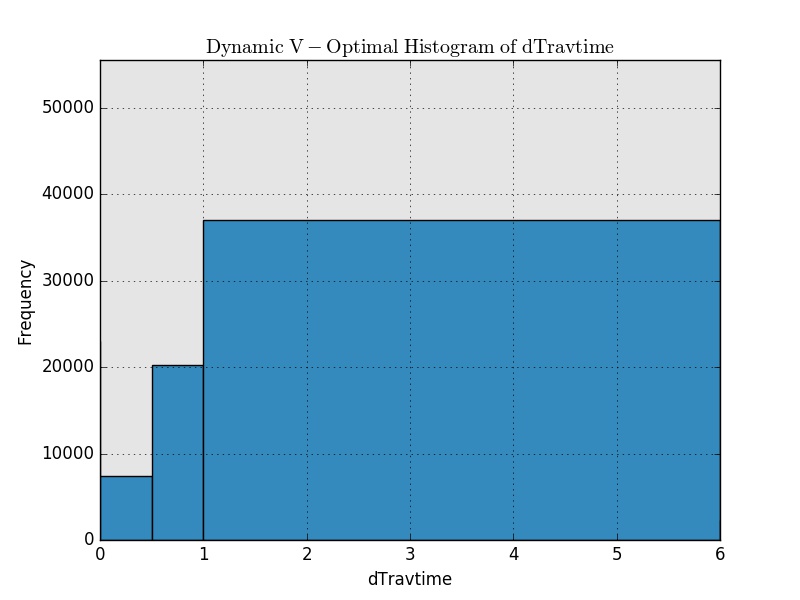 Dynamic V − Optimal Histogram of dTravtime
50000
40000
30000
20000
10000
0
Frequency
0 1 2 3 4 5 6
dTravtime